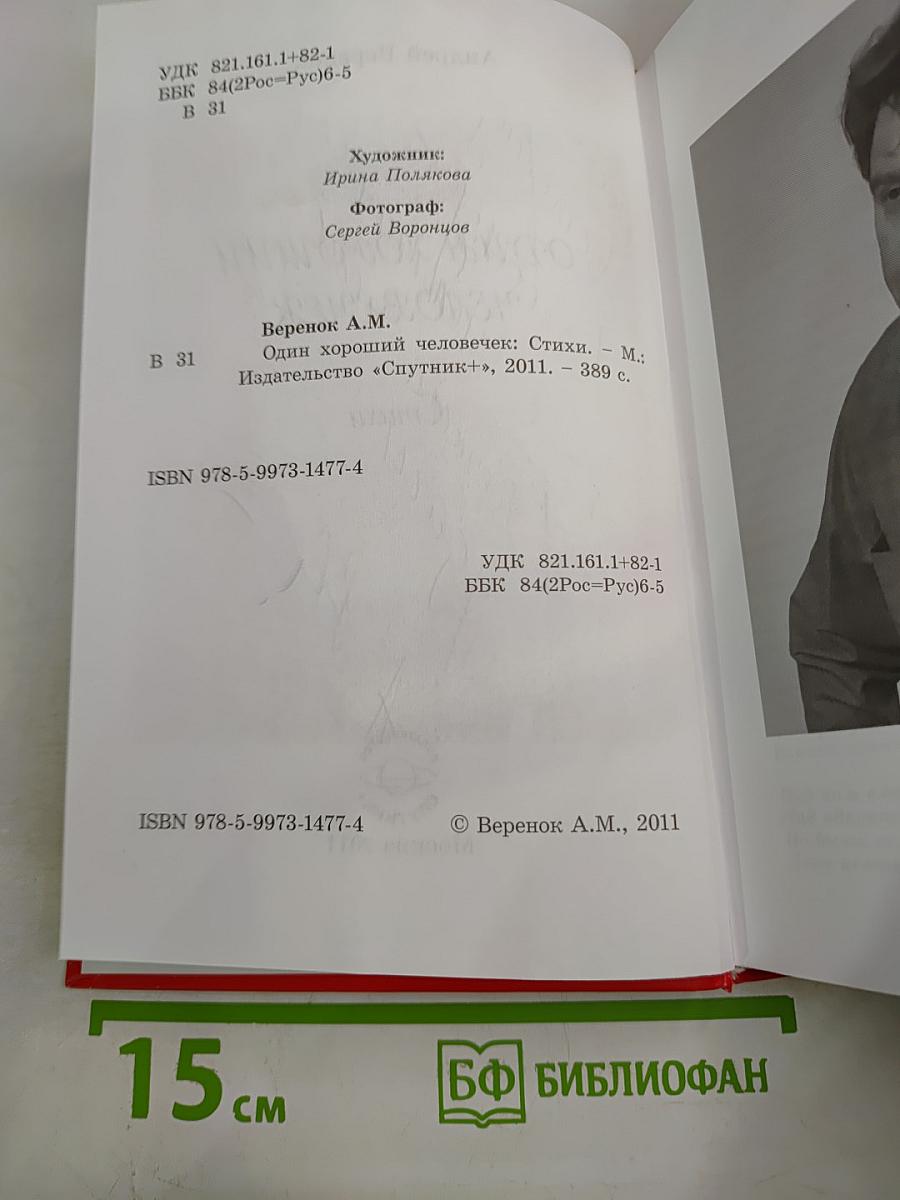 УДК 821.161.1+82-1
ББК 84(2Рос=Рус)6-5
В 31
Художник:
Ирина Полякова
Фотограф:
Сергей Воронцов
Веренок А.М.
В 31 Один хороший человечек: Стихи. – М.:
Издательство «Спутник+», 2011. – 389 с.
ISBN 978-5-9973-1477-4
УДК 821.161.1+82-1
ББК 84(2Рос=Рус)6-5
ISBN 978-5-9973-1477-4 © Веренок А.М., 2011
15 см
БФ БИБЛИОФАН